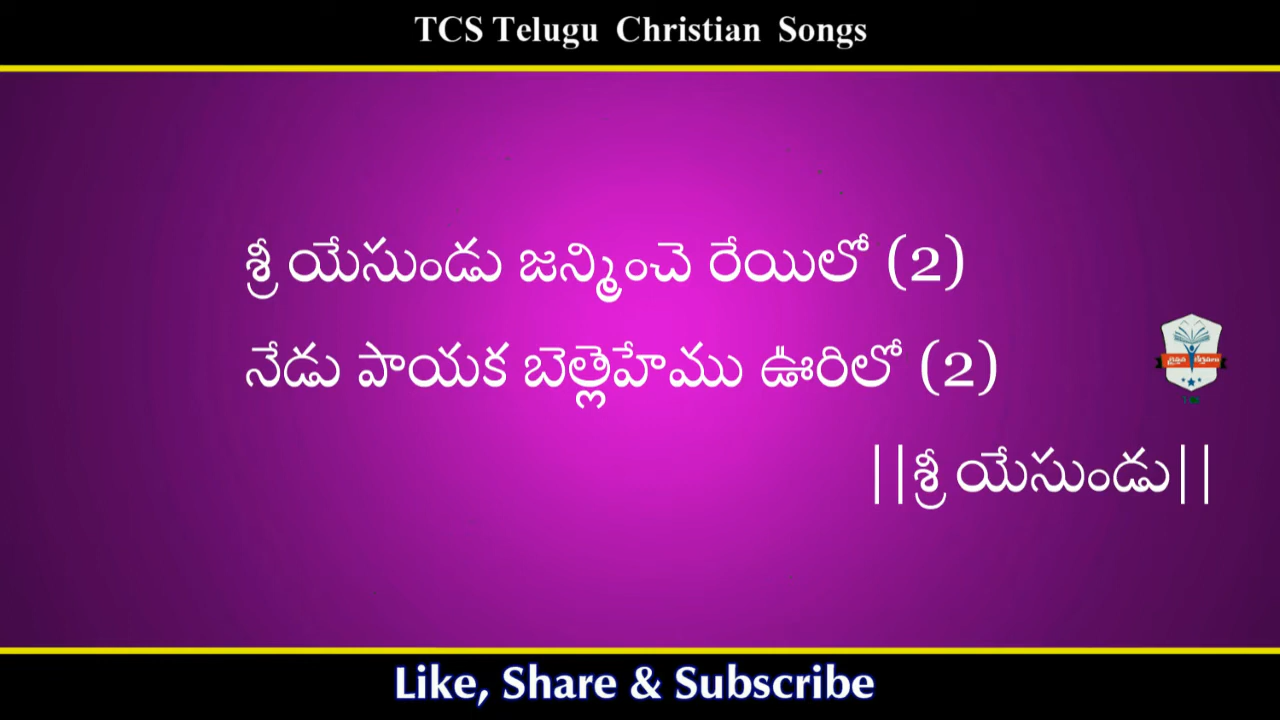 TCS Telugu Christian Songs
శ్రీ యేసుండు జన్మించె రేయిలో (2)
నేడు పాయక బెత్లెహేము ఊరిలో (2)
||శ్రీ యేసుండు||
Like, Share & Subscribe